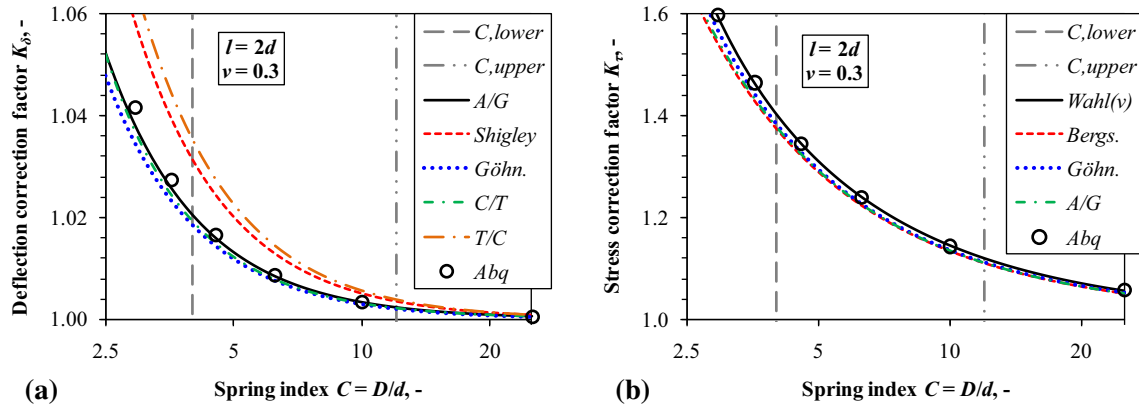 Deflection correction factor Kδ, -
1.06
1.04
1.02
1.00
2.5 5 10 20
l = 2d
ν = 0.3
C,lower
C,upper
A/G
Shigley
Göhn.
C/T
T/C
Abq
(a)
Spring index C = D/d, -
Stress correction factor Kτ, -
1.6
1.4
1.2
1.0
2.5 5 10 20
l = 2d
ν = 0.3
C,lower
C,upper
Wahl(ν)
Bergs.
Göhn.
A/G
Abq
(b)
Spring index C = D/d, -